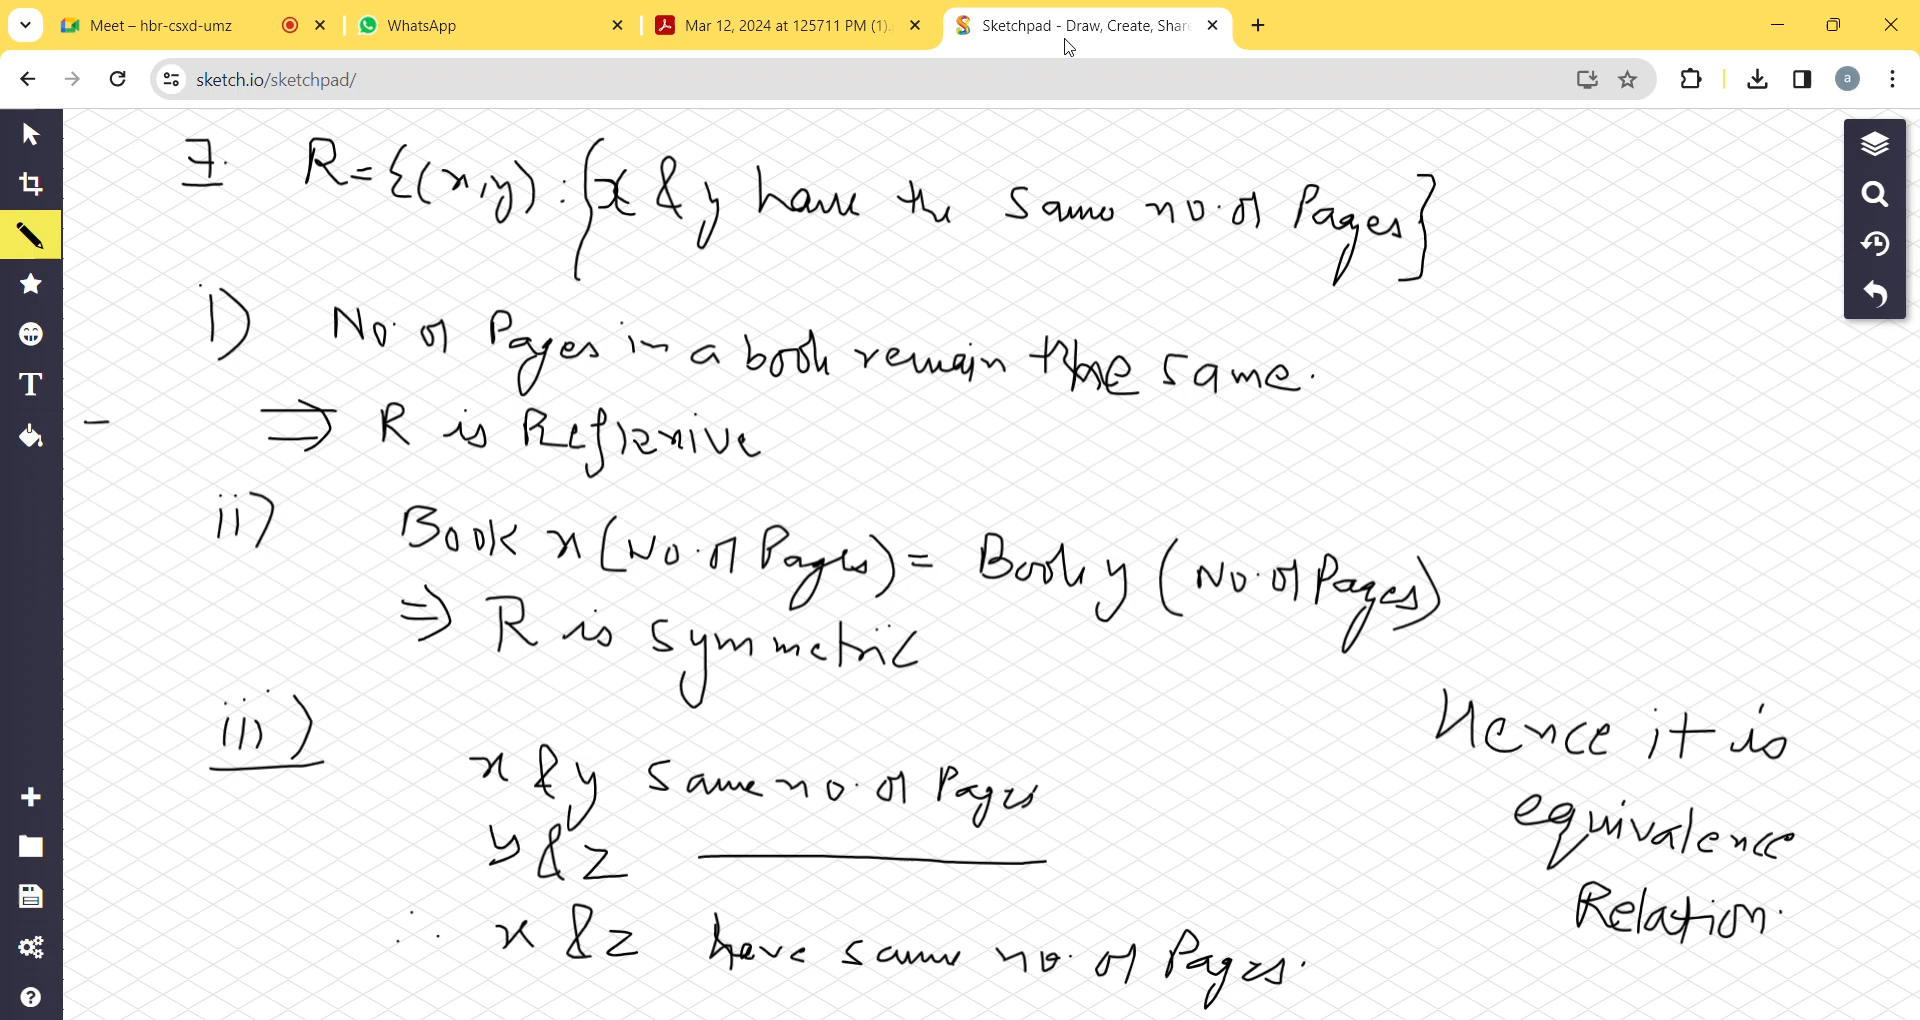 Meet – hbr-csxd-umz
WhatsApp
Mar 12, 2024 at 125711 PM (1).
Sketchpad - Draw, Create, Share
sketch.io/sketchpad/
a
7. R={(x,y):{x & y have the same no. of Pages}
T
i) No. of Pages in a book remain the same.
⇒ R is Reflexive
ii) Book x (No. of Pages) = Book y (No. of Pages)
⇒ R is symmetric
iii) x & y same no. of Pages
y & z ———
∴ x & z have same no. of Pages.
Hence it is
equivalence
Relation.